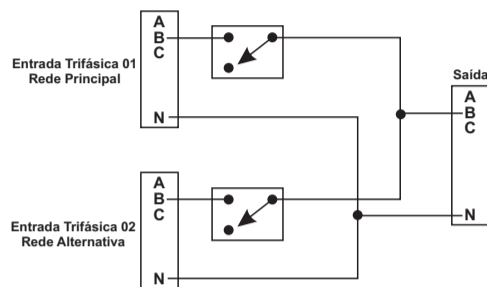 Entrada Trifásica 01
Rede Principal
A
B
C
N
Entrada Trifásica 02
Rede Alternativa
A
B
C
N
Saída
A
B
C
N